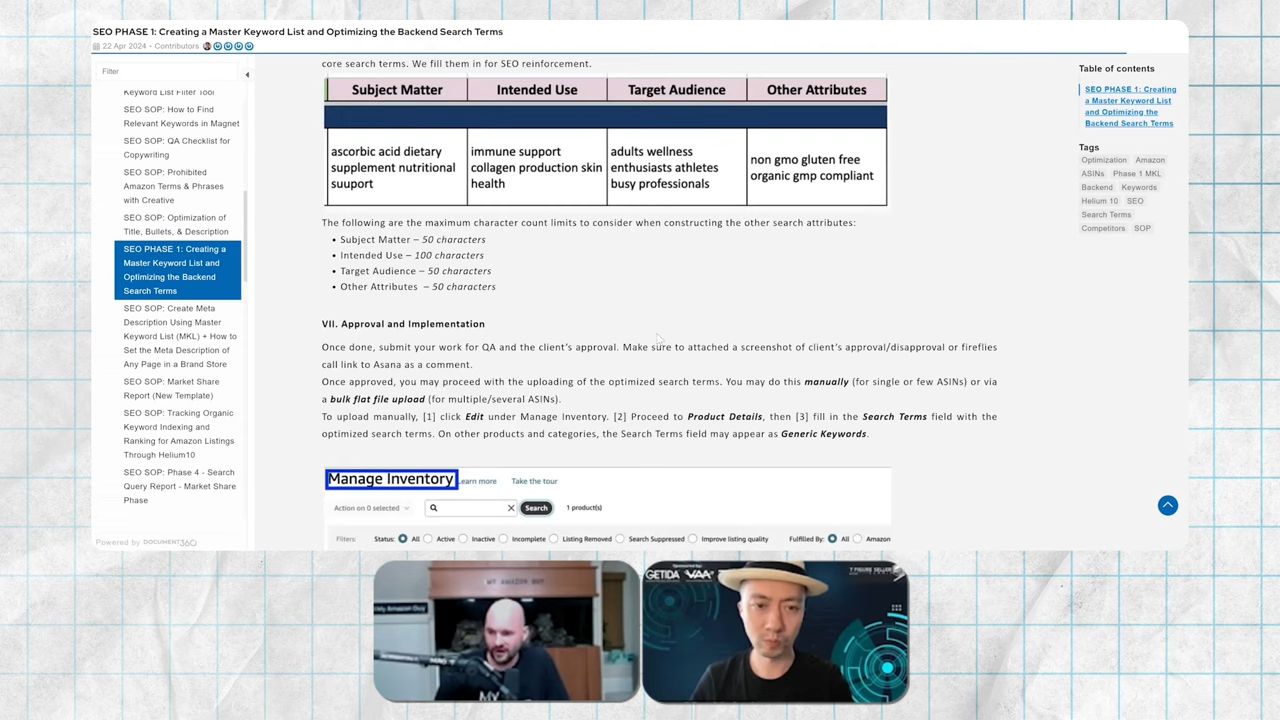 SEO PHASE 1: Creating a Master Keyword List and Optimizing the Backend Search Terms
22 Apr 2024 • Contributors
Filter
Keyword List Filter Tool
SEO SOP: How to Find
Relevant Keywords in Magnet
SEO SOP: QA Checklist for
Copywriting
SEO SOP: Prohibited
Amazon Terms & Phrases
with Creative
SEO SOP: Optimization of
Title, Bullets, & Description
SEO PHASE 1: Creating a
Master Keyword List and
Optimizing the Backend
Search Terms
SEO SOP: Create Meta
Description Using Master
Keyword List (MKL) + How to
Set the Meta Description of
Any Page in a Brand Store
SEO SOP: Market Share
Report (New Template)
SEO SOP: Tracking Organic
Keyword Indexing and
Ranking for Amazon Listings
Through Helium10
SEO SOP: Phase 4 - Search
Query Report - Market Share
Phase
Powered by DOCUMENT360
core search terms. We fill them in for SEO reinforcement.
Subject Matter Intended Use Target Audience Other Attributes
ascorbic acid dietary
supplement nutritional
suuport
immune support
collagen production skin
health
adults wellness
enthusiasts athletes
busy professionals
non gmo gluten free
organic gmp compliant
The following are the maximum character count limits to consider when constructing the other search attributes:
• Subject Matter – 50 characters
• Intended Use – 100 characters
• Target Audience – 50 characters
• Other Attributes – 50 characters
VII. Approval and Implementation
Once done, submit your work for QA and the client's approval. Make sure to attached a screenshot of client's approval/disapproval or fireflies
call link to Asana as a comment.
Once approved, you may proceed with the uploading of the optimized search terms. You may do this manually (for single or few ASINs) or via
a bulk flat file upload (for multiple/several ASINs).
To upload manually, [1] click Edit under Manage Inventory. [2] Proceed to Product Details, then [3] fill in the Search Terms field with the
optimized search terms. On other products and categories, the Search Terms field may appear as Generic Keywords.
Manage Inventory Learn more Take the tour
Action on 0 selected Search 1 product(s)
Filters: Status: All Active Inactive Incomplete Listing Removed Search Suppressed Improve listing quality Fulfilled By: All Amazon
Table of contents
SEO PHASE 1: Creating
a Master Keyword List
and Optimizing the
Backend Search Terms
Tags
Optimization Amazon
ASINs Phase 1 MKL
Backend Keywords
Helium 10 SEO
Search Terms
Competitors SOP
MY AMAZON GUY
My Amazon Guy
MY
Sponsored by:
GETIDA VAA
7 FIGURE SELLER